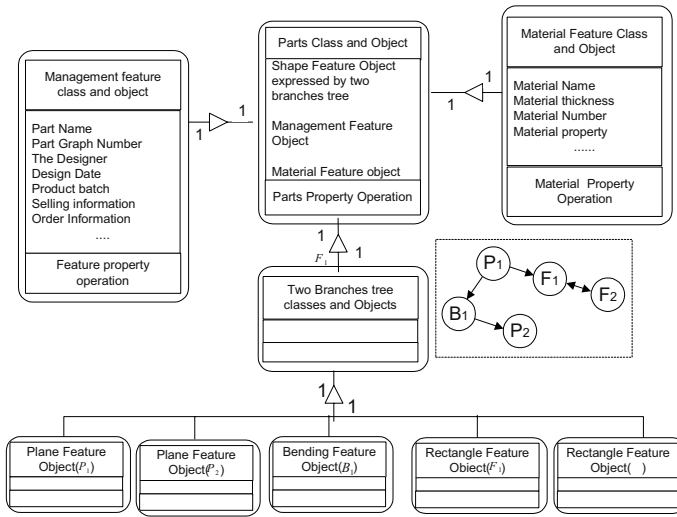 Management feature
class and object
Part Name
Part Graph Number
The Designer
Design Date
Product batch
Selling information
Order Information
....
Feature property
operation
1
1
Parts Class and Object
Shape Feature Object
expressed by two
branches tree
Management Feature
Object
Material Feature object
Parts Property Operation
1
1
Material Feature Class
and Object
Material Name
Material thickness
Material Number
Material property
......
Material Property
Operation
1
F1
1
Two Branches tree
classes and Objects
P1
F1
F2
B1
P2
1
1
Plane Feature
Object(P1)
Plane Feature
Object(P2)
Bending Feature
Object(B1)
Rectangle Feature
Object(F1)
Rectangle Feature
Object( )